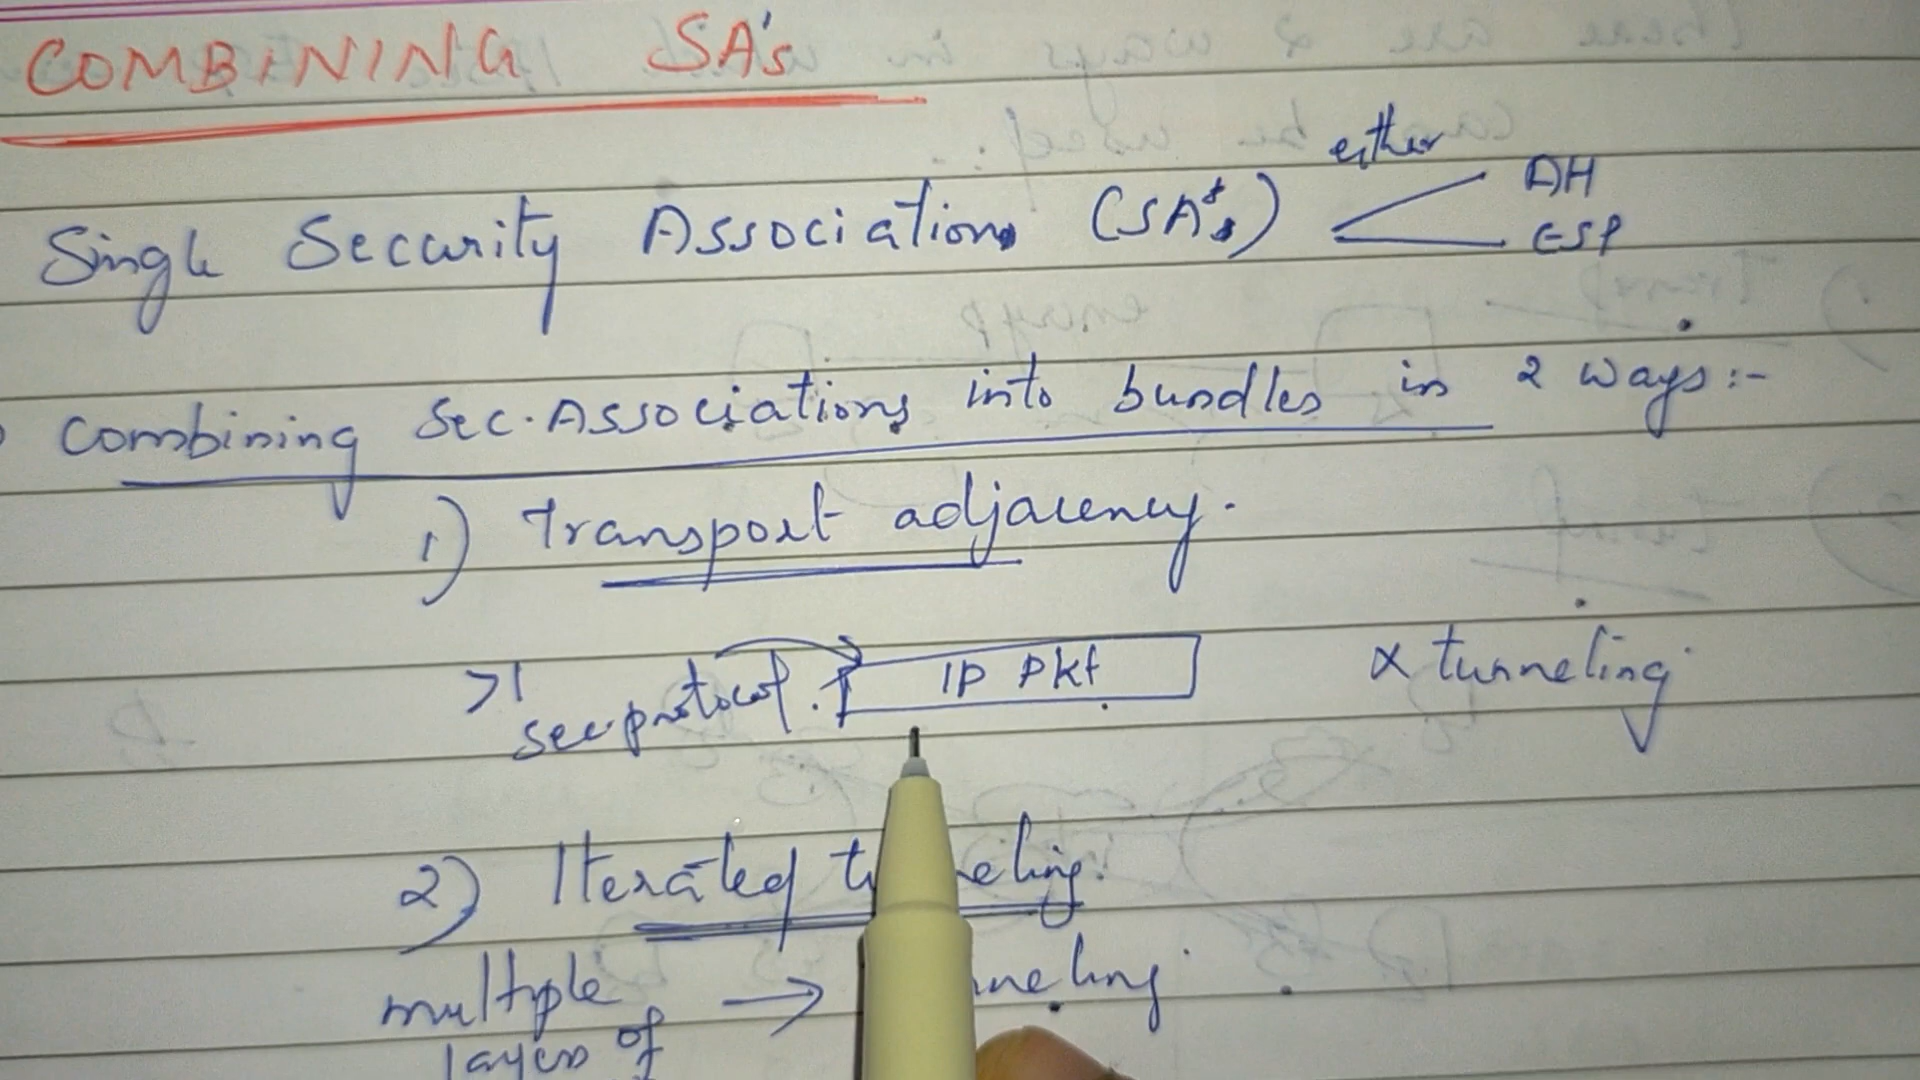 COMBINING SA's
either
Single Security Associations (SA's) AH
ESP
Combining Sec. Associations into bundles in 2 ways :-
1) Transport adjacency.
>1 sec protocol. IP Pkt x tunneling
2) Iterated
multiple →
layers of